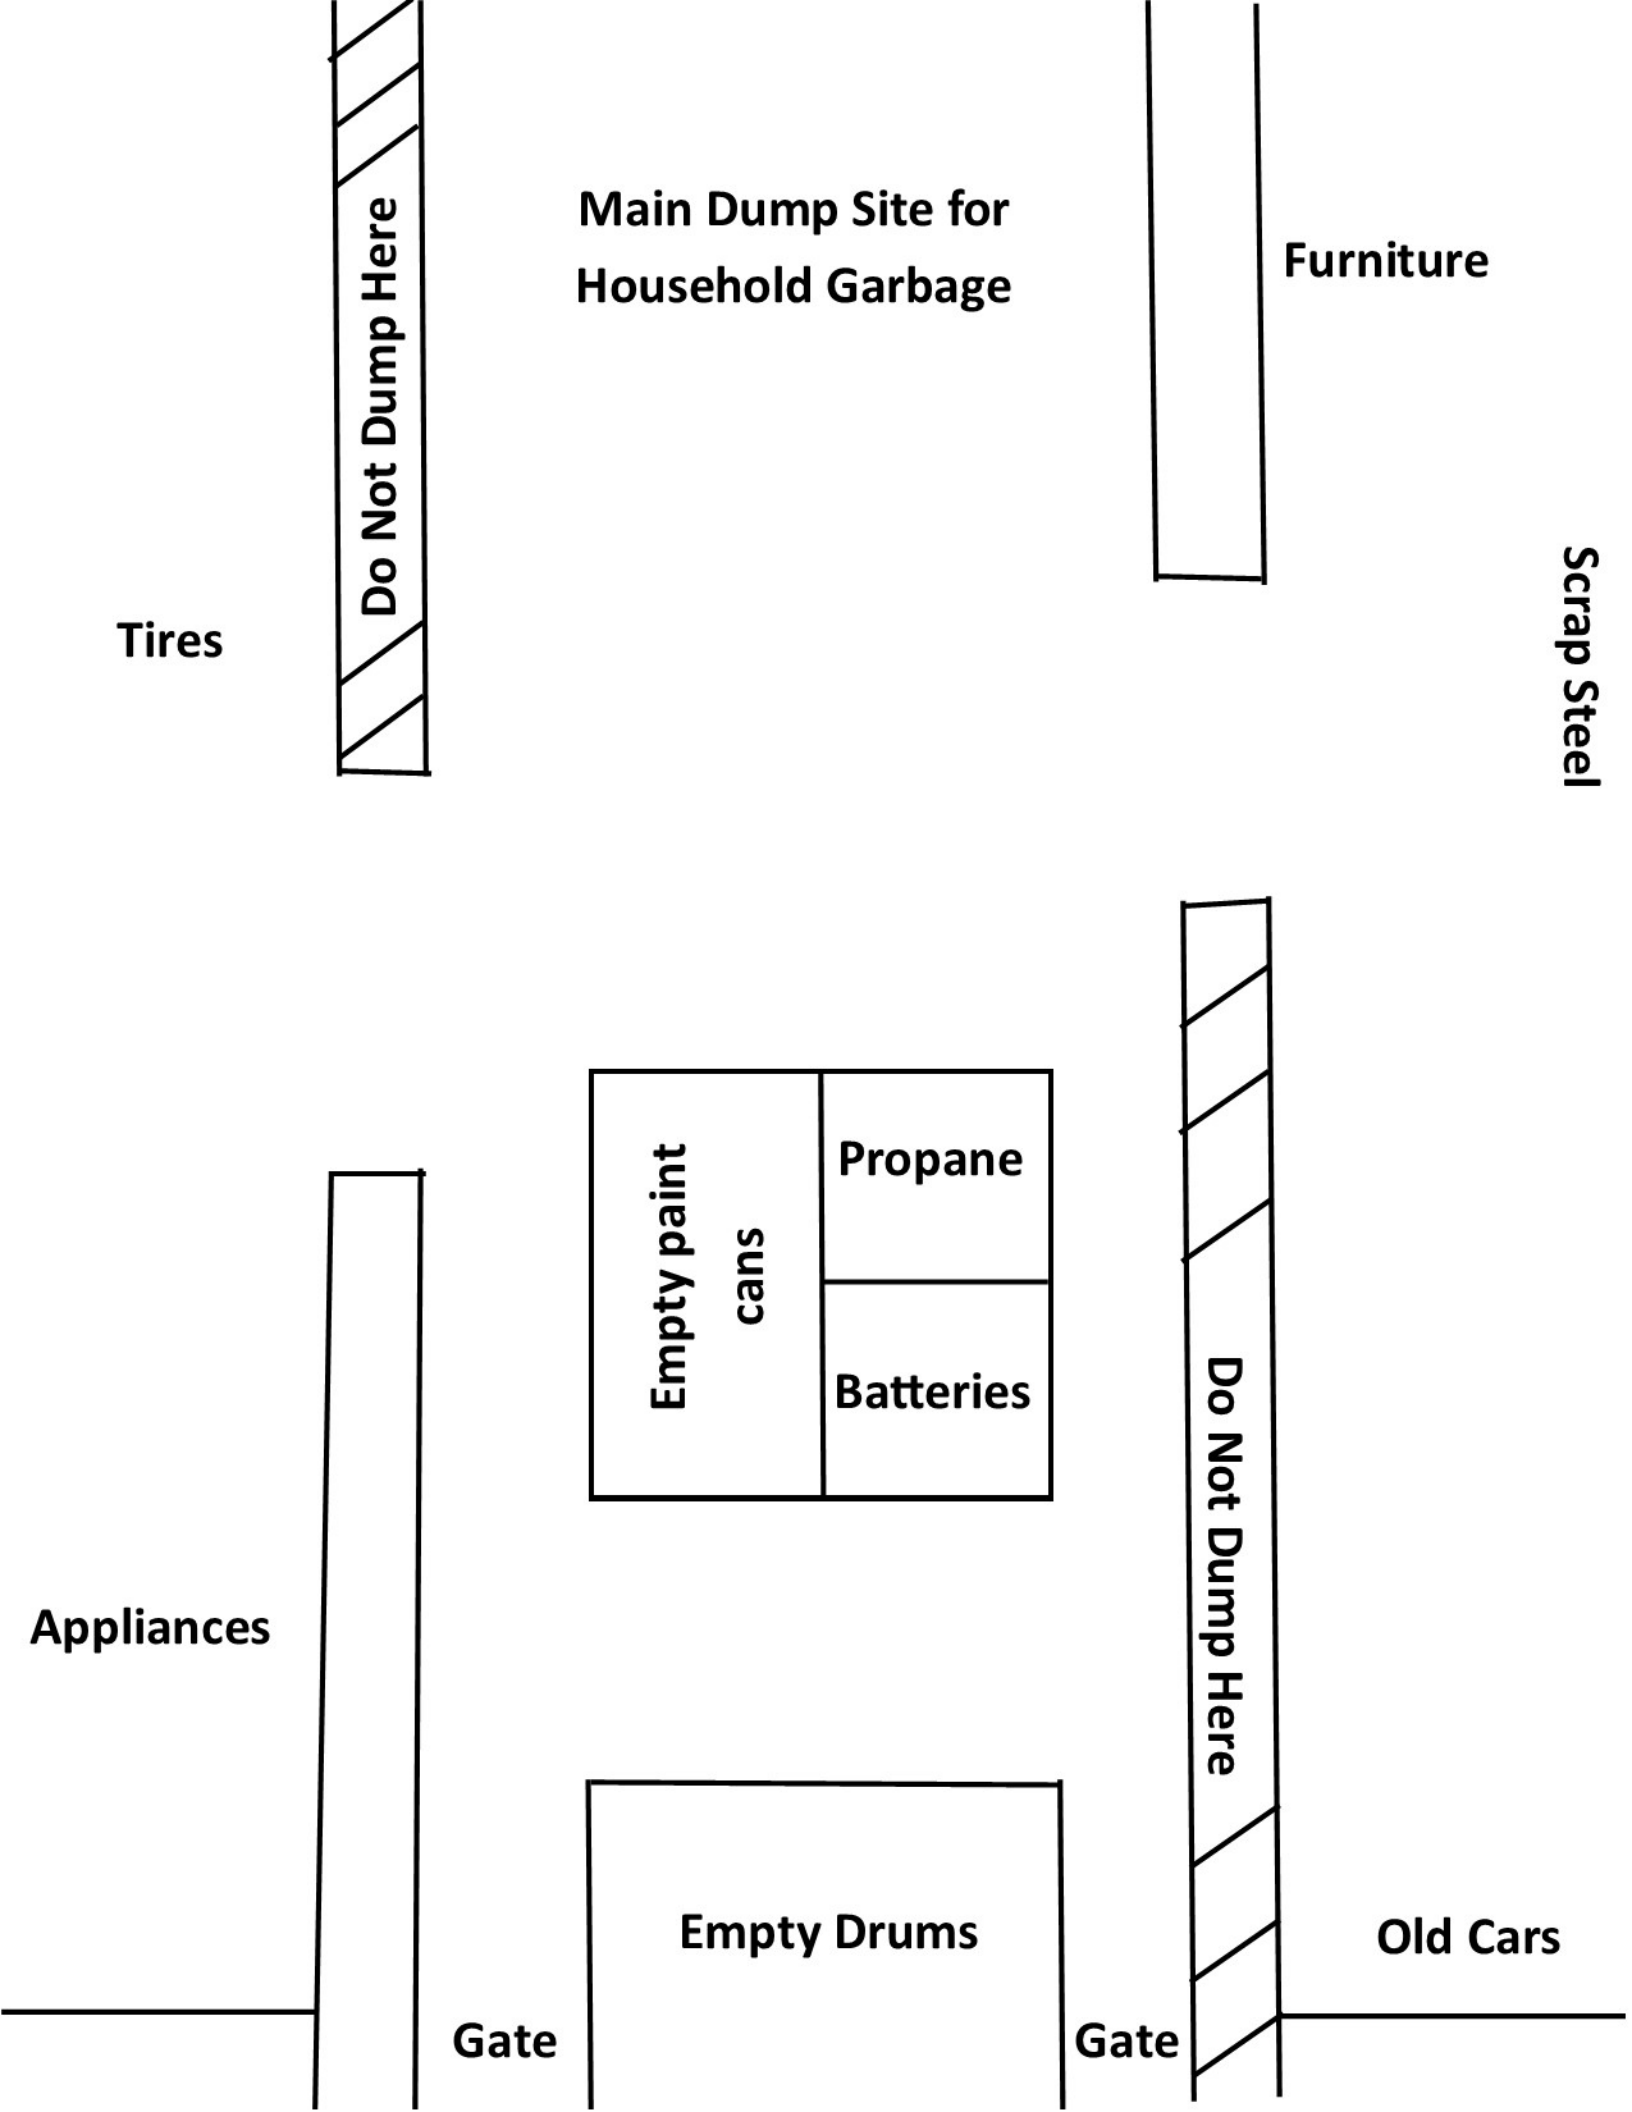 Main Dump Site for
Household Garbage
Do Not Dump Here
Furniture
Tires
Scrap Steel
Empty paint
cans
Propane
Batteries
Do Not Dump Here
Appliances
Empty Drums
Old Cars
Gate
Gate